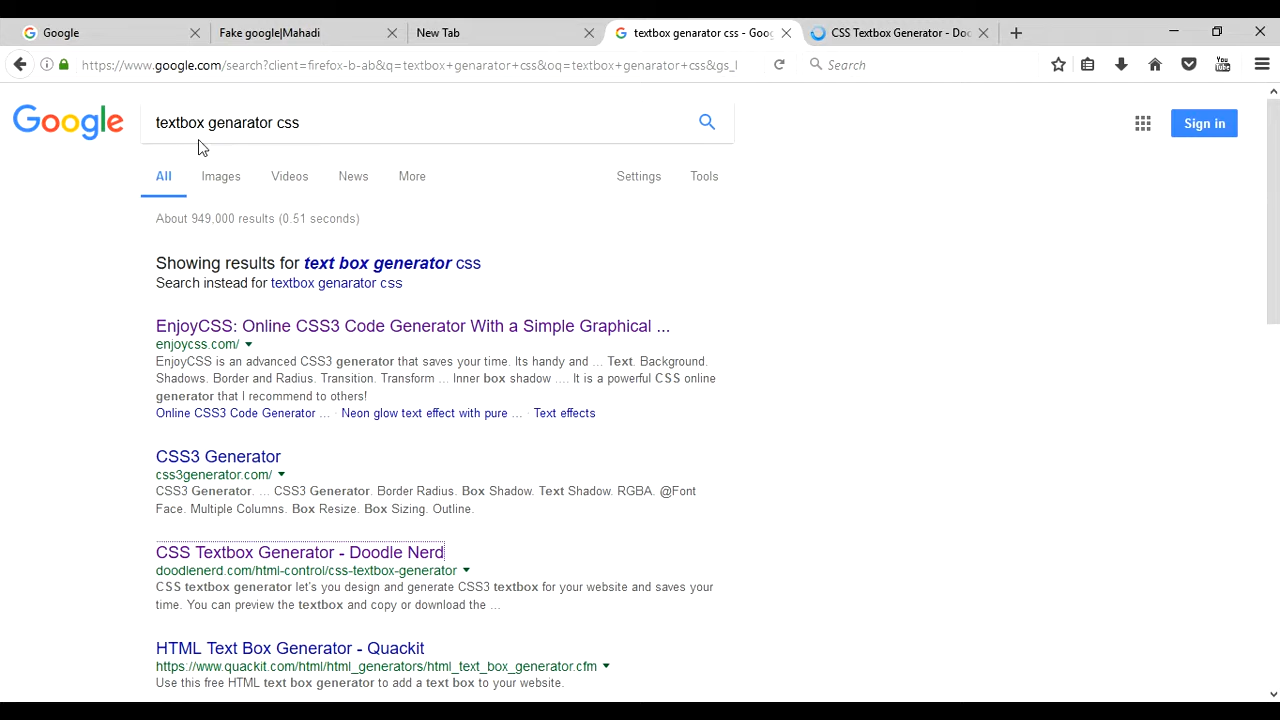 Google
Fake google|Mahadi
New Tab
textbox genarator css - Goog
CSS Textbox Generator - Doo
https://www.google.com/search?client=firefox-b-ab&q=textbox+genarator+css&oq=textbox+genarator+css&gs_l
Search
You Tube
Google
textbox genarator css
Sign in
All
Images
Videos
News
More
Settings
Tools
About 949,000 results (0.51 seconds)
Showing results for text box generator css
Search instead for textbox genarator css
EnjoyCSS: Online CSS3 Code Generator With a Simple Graphical ...
enjoycss.com/
EnjoyCSS is an advanced CSS3 generator that saves your time. Its handy and ... Text. Background.
Shadows. Border and Radius. Transition. Transform ... Inner box shadow .... It is a powerful CSS online
generator that I recommend to others!
Online CSS3 Code Generator ... · Neon glow text effect with pure ... · Text effects
CSS3 Generator
css3generator.com/
CSS3 Generator. ... CSS3 Generator. Border Radius. Box Shadow. Text Shadow. RGBA. @Font
Face. Multiple Columns. Box Resize. Box Sizing. Outline.
CSS Textbox Generator - Doodle Nerd
doodlenerd.com/html-control/css-textbox-generator
CSS textbox generator let's you design and generate CSS3 textbox for your website and saves your
time. You can preview the textbox and copy or download the ...
HTML Text Box Generator - Quackit
https://www.quackit.com/html/html_generators/html_text_box_generator.cfm
Use this free HTML text box generator to add a text box to your website.